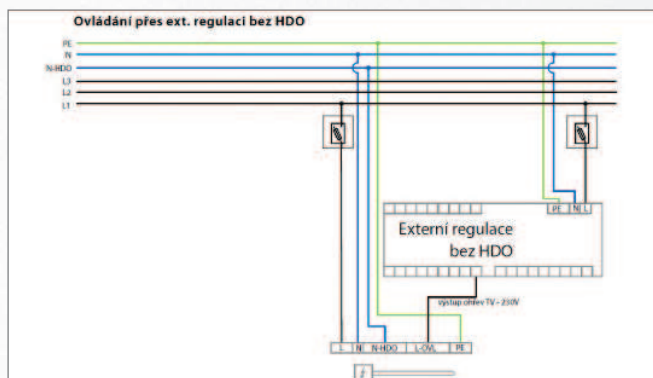 Ovládání přes ext. regulaci bez HDO
PE
N
N-HDO
L3
L2
L1
PE N L
Externí regulace
bez HDO
výstup ohřev TV - 230V
L N N-HDO L-OVL PE
t